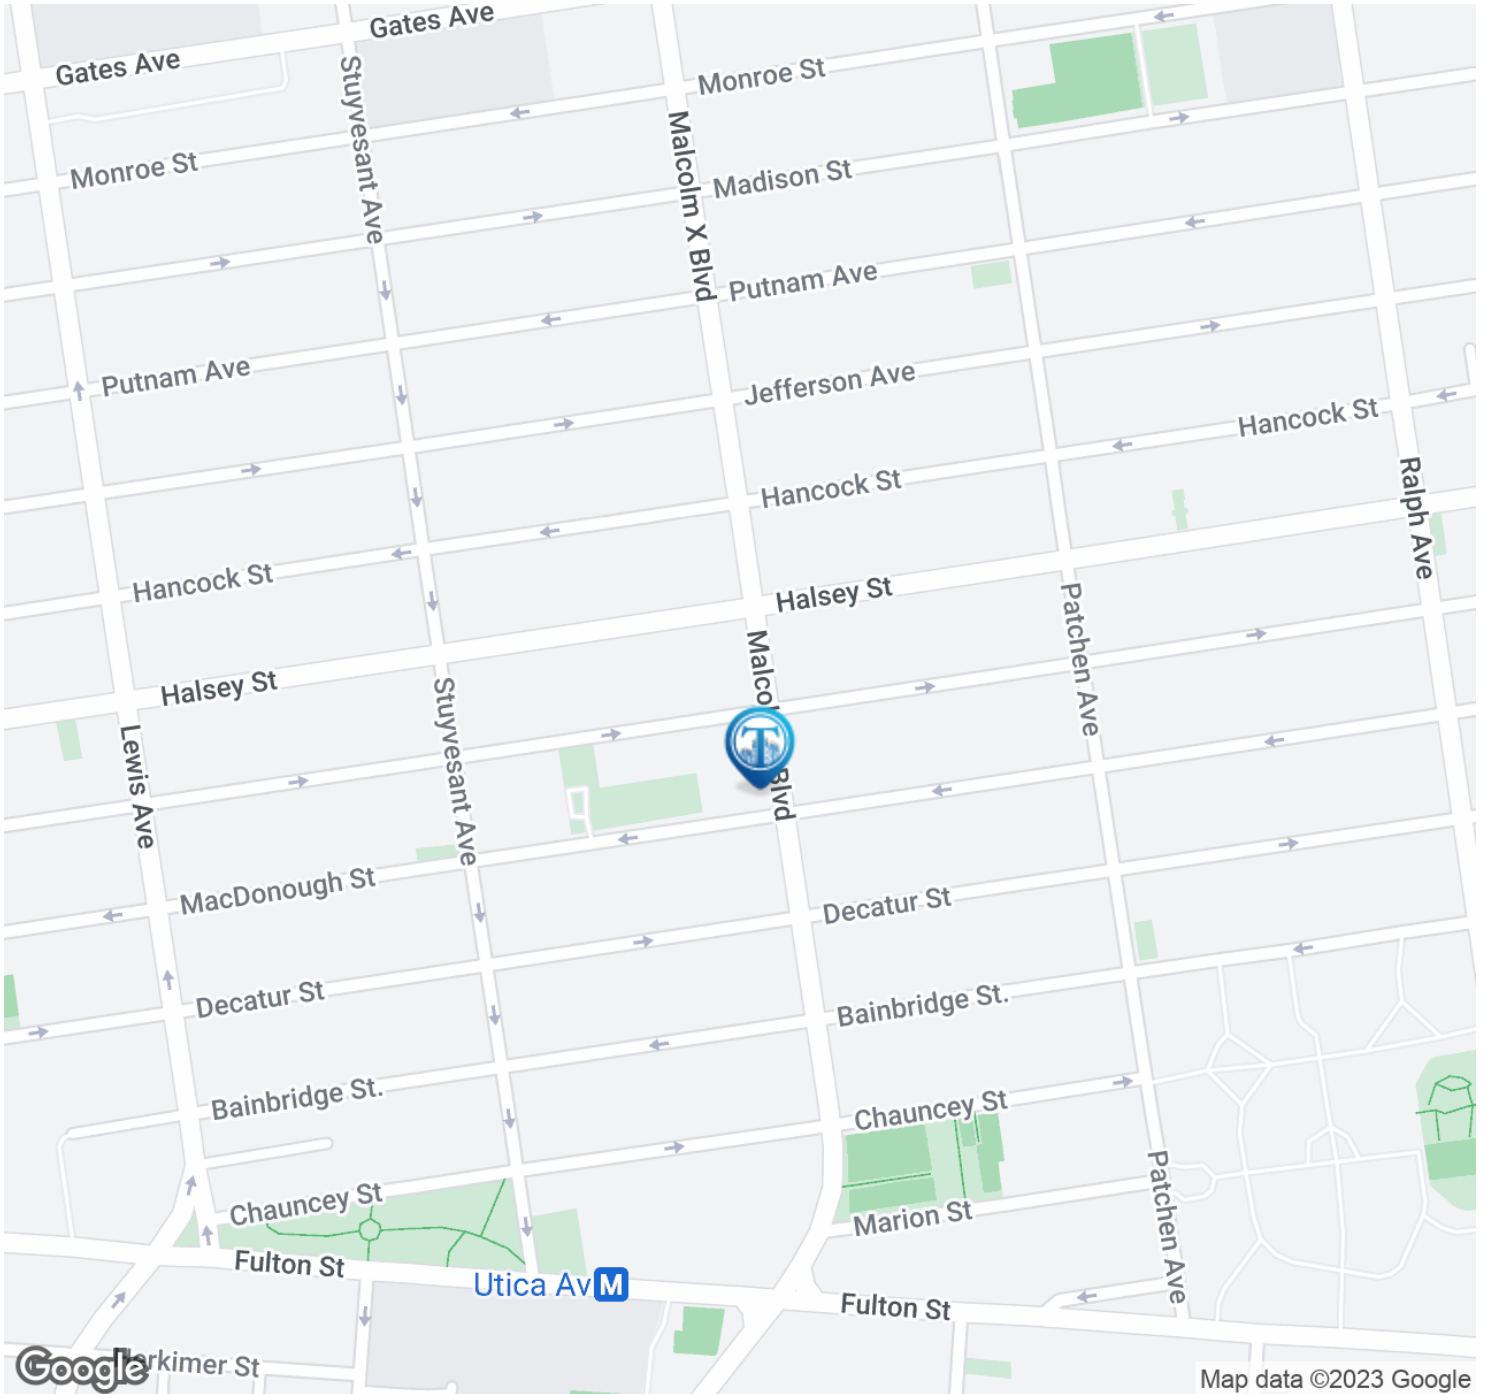 Gates Ave
Gates Ave
Stuyvesant Ave
Monroe St
Monroe St
Malcolm X Blvd
Madison St
Putnam Ave
Putnam Ave
Jefferson Ave
Hancock St
Hancock St
Hancock St
Ralph Ave
Halsey St
Halsey St
Patchen Ave
Stuyvesant Ave
Lewis Ave
T
Blvd
MacDonough St
Decatur St
Decatur St
Bainbridge St.
Bainbridge St.
Chauncey St
Chauncey St
Marion St
Patchen Ave
Fulton St
Utica Av M
Fulton St
Google
Map data ©2023 Google